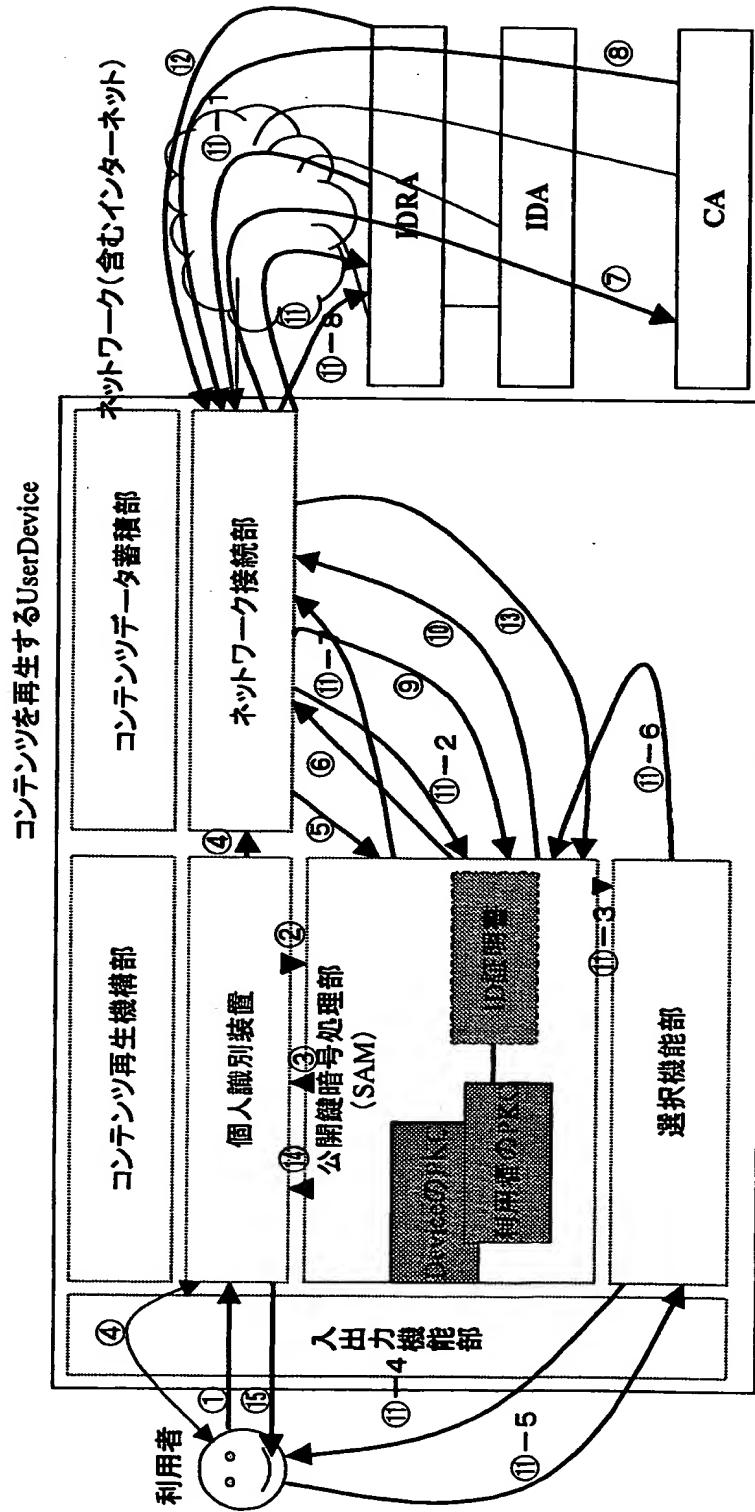 コンテンツを再生するUserDevice
ネットワーク(含むインターネット)
コンテンツ再生機構部
コンテンツデータ蓄積部
個人識別装置
ネットワーク接続部
公開鍵暗号処理部
(SAM)
DeviceのPKC
利用者のPKC
ID証明書
選択機能部
入出力機能部
利用者
IDRA
IDA
CA
①
⑮
④
④
②
③
⑭
⑤
⑥
⑪-7
⑪-2
⑨
⑩
⑬
⑪-6
⑪-3
⑪-4
⑪-5
⑫
⑪-1
⑧
⑪
⑪-8
⑦